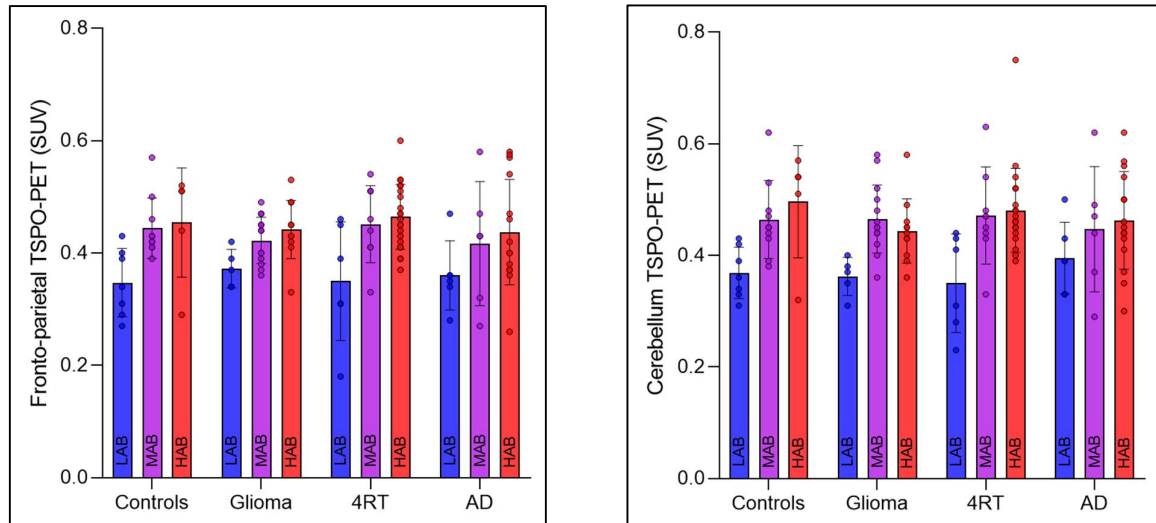 Fronto-parietal TSPO-PET (SUV)
0.8
0.6
0.4
0.2
0.0
LAB MAB HAB LAB MAB HAB LAB MAB HAB LAB MAB HAB
Controls Glioma 4RT AD
Cerebellum TSPO-PET (SUV)
0.8
0.6
0.4
0.2
0.0
LAB MAB HAB LAB MAB HAB LAB MAB HAB LAB MAB HAB
Controls Glioma 4RT AD